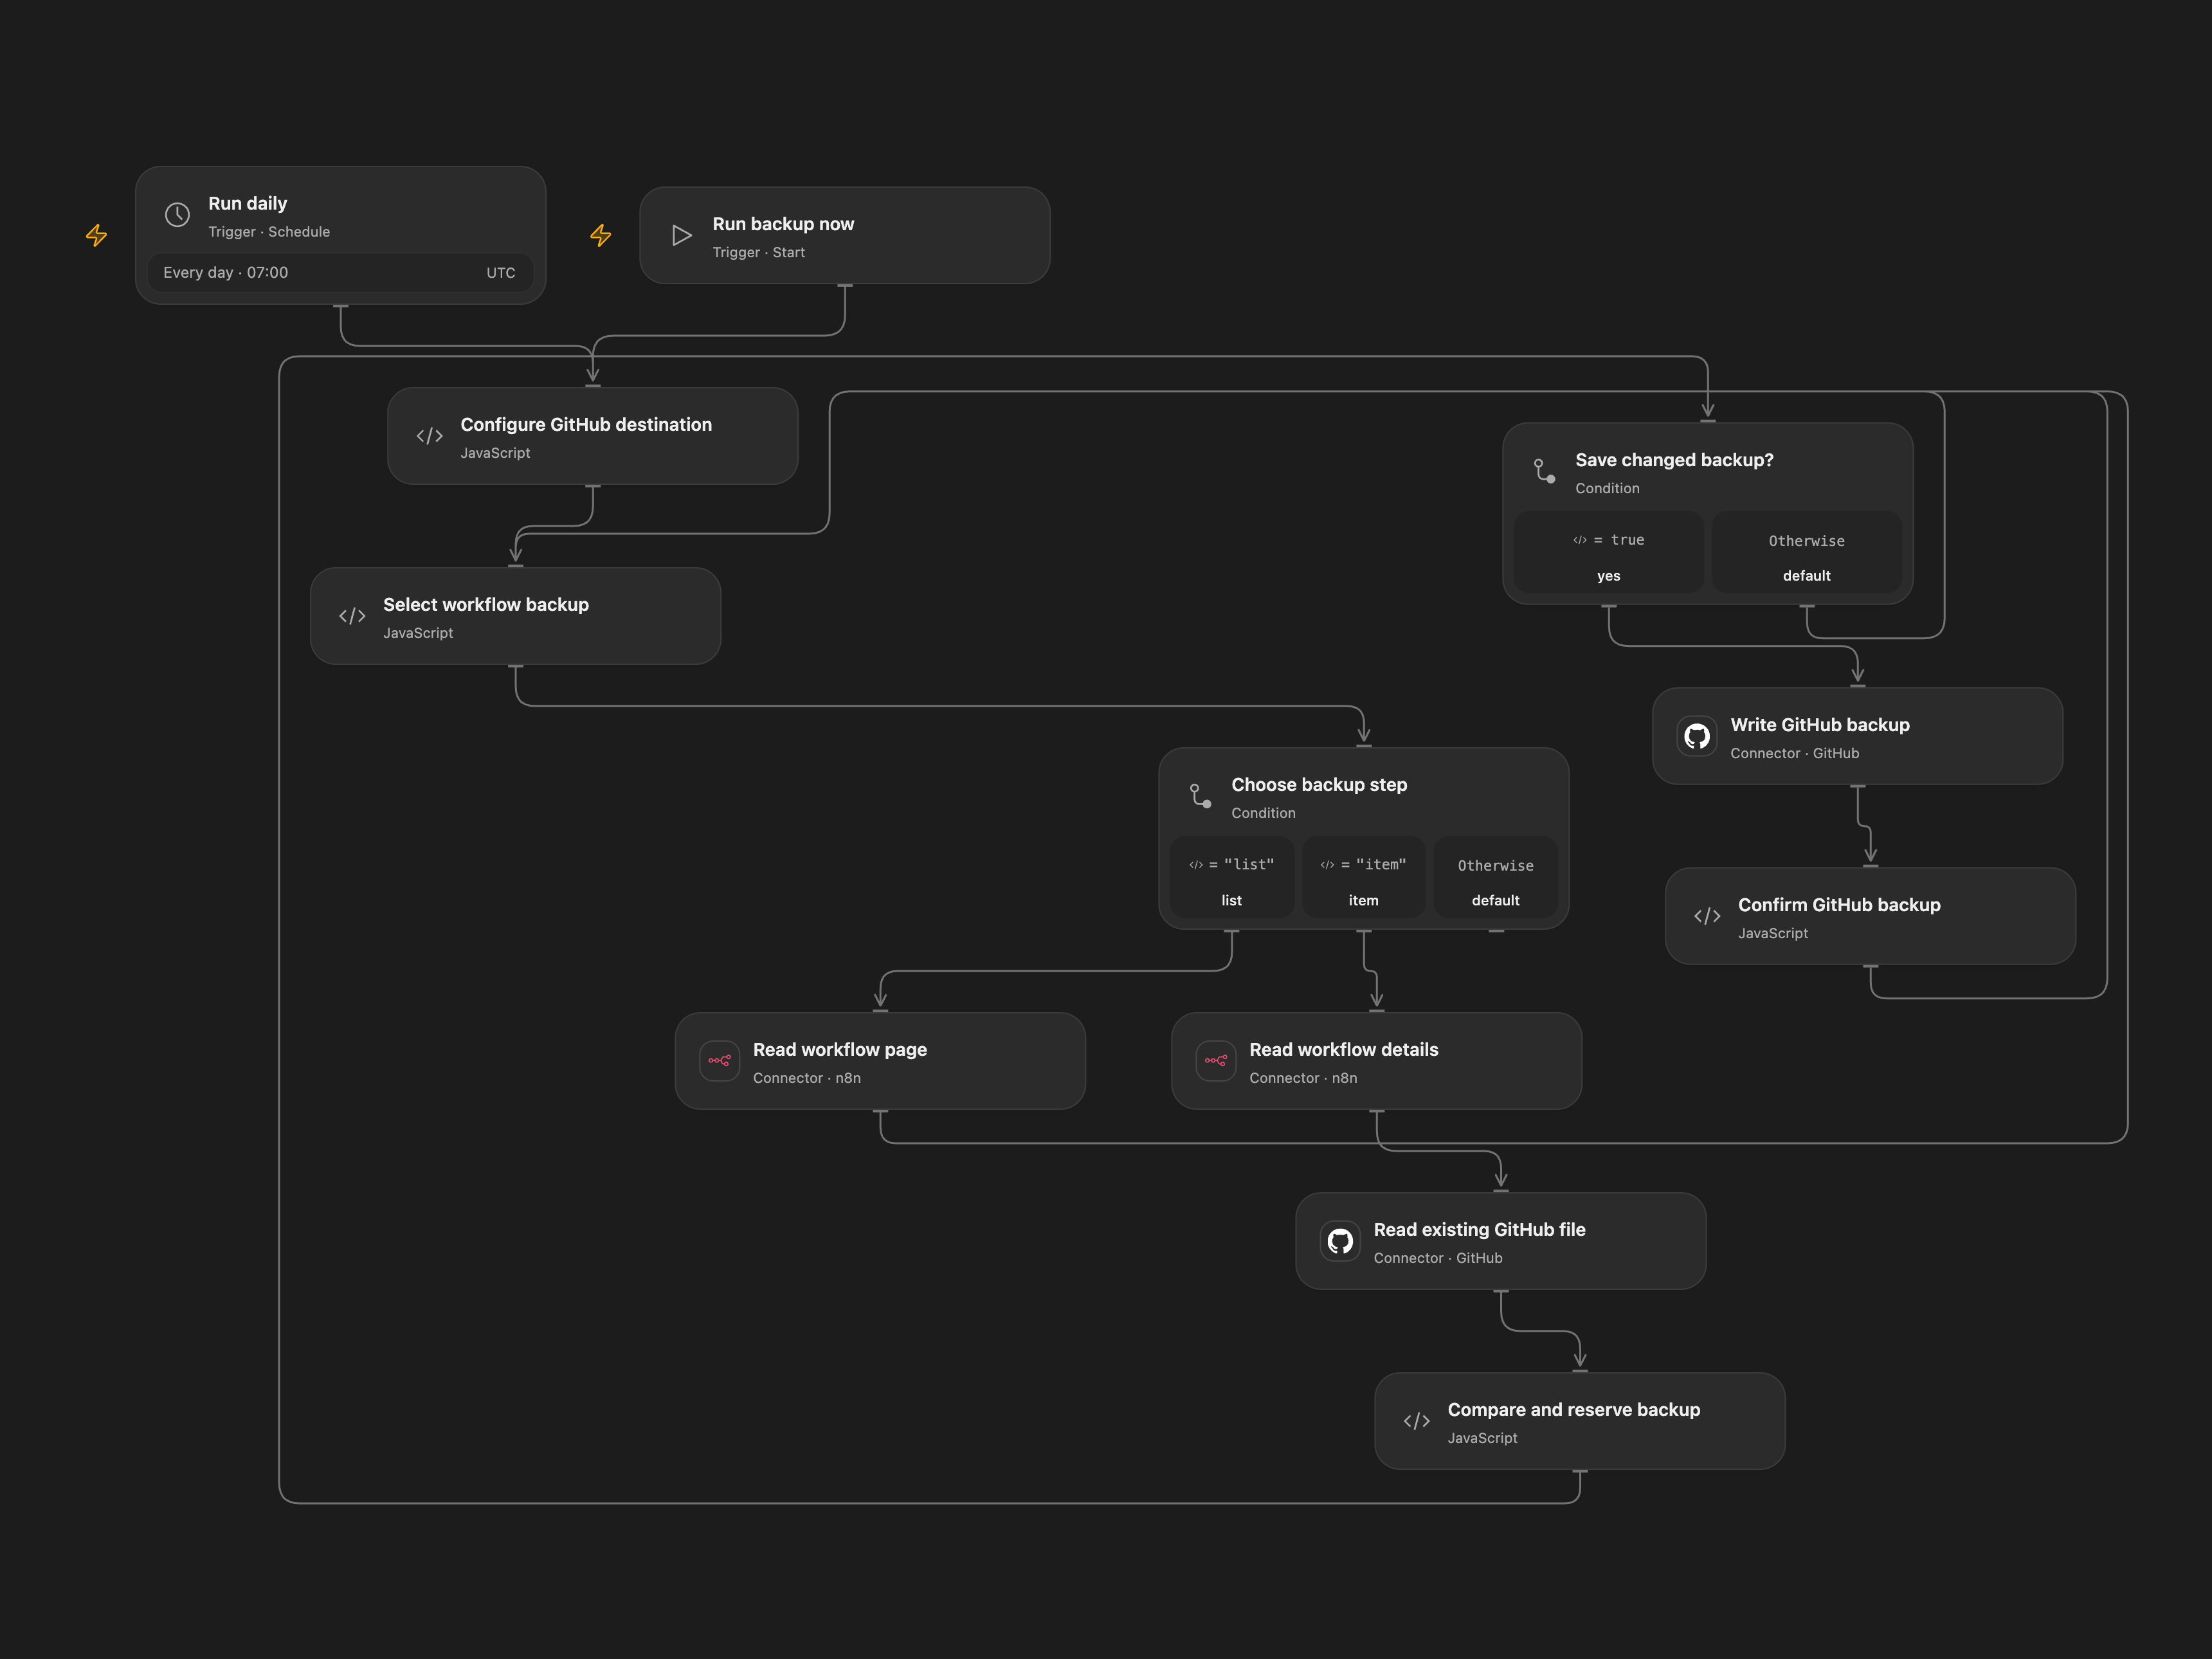 Run daily
Trigger · Schedule
Every day · 07:00 UTC
Run backup now
Trigger · Start
Configure GitHub destination
JavaScript
Save changed backup?
Condition
</> = true
yes
Otherwise
default
Select workflow backup
JavaScript
Write GitHub backup
Connector · GitHub
Choose backup step
Condition
</> = "list"
list
</> = "item"
item
Otherwise
default
Confirm GitHub backup
JavaScript
Read workflow page
Connector · n8n
Read workflow details
Connector · n8n
Read existing GitHub file
Connector · GitHub
Compare and reserve backup
JavaScript